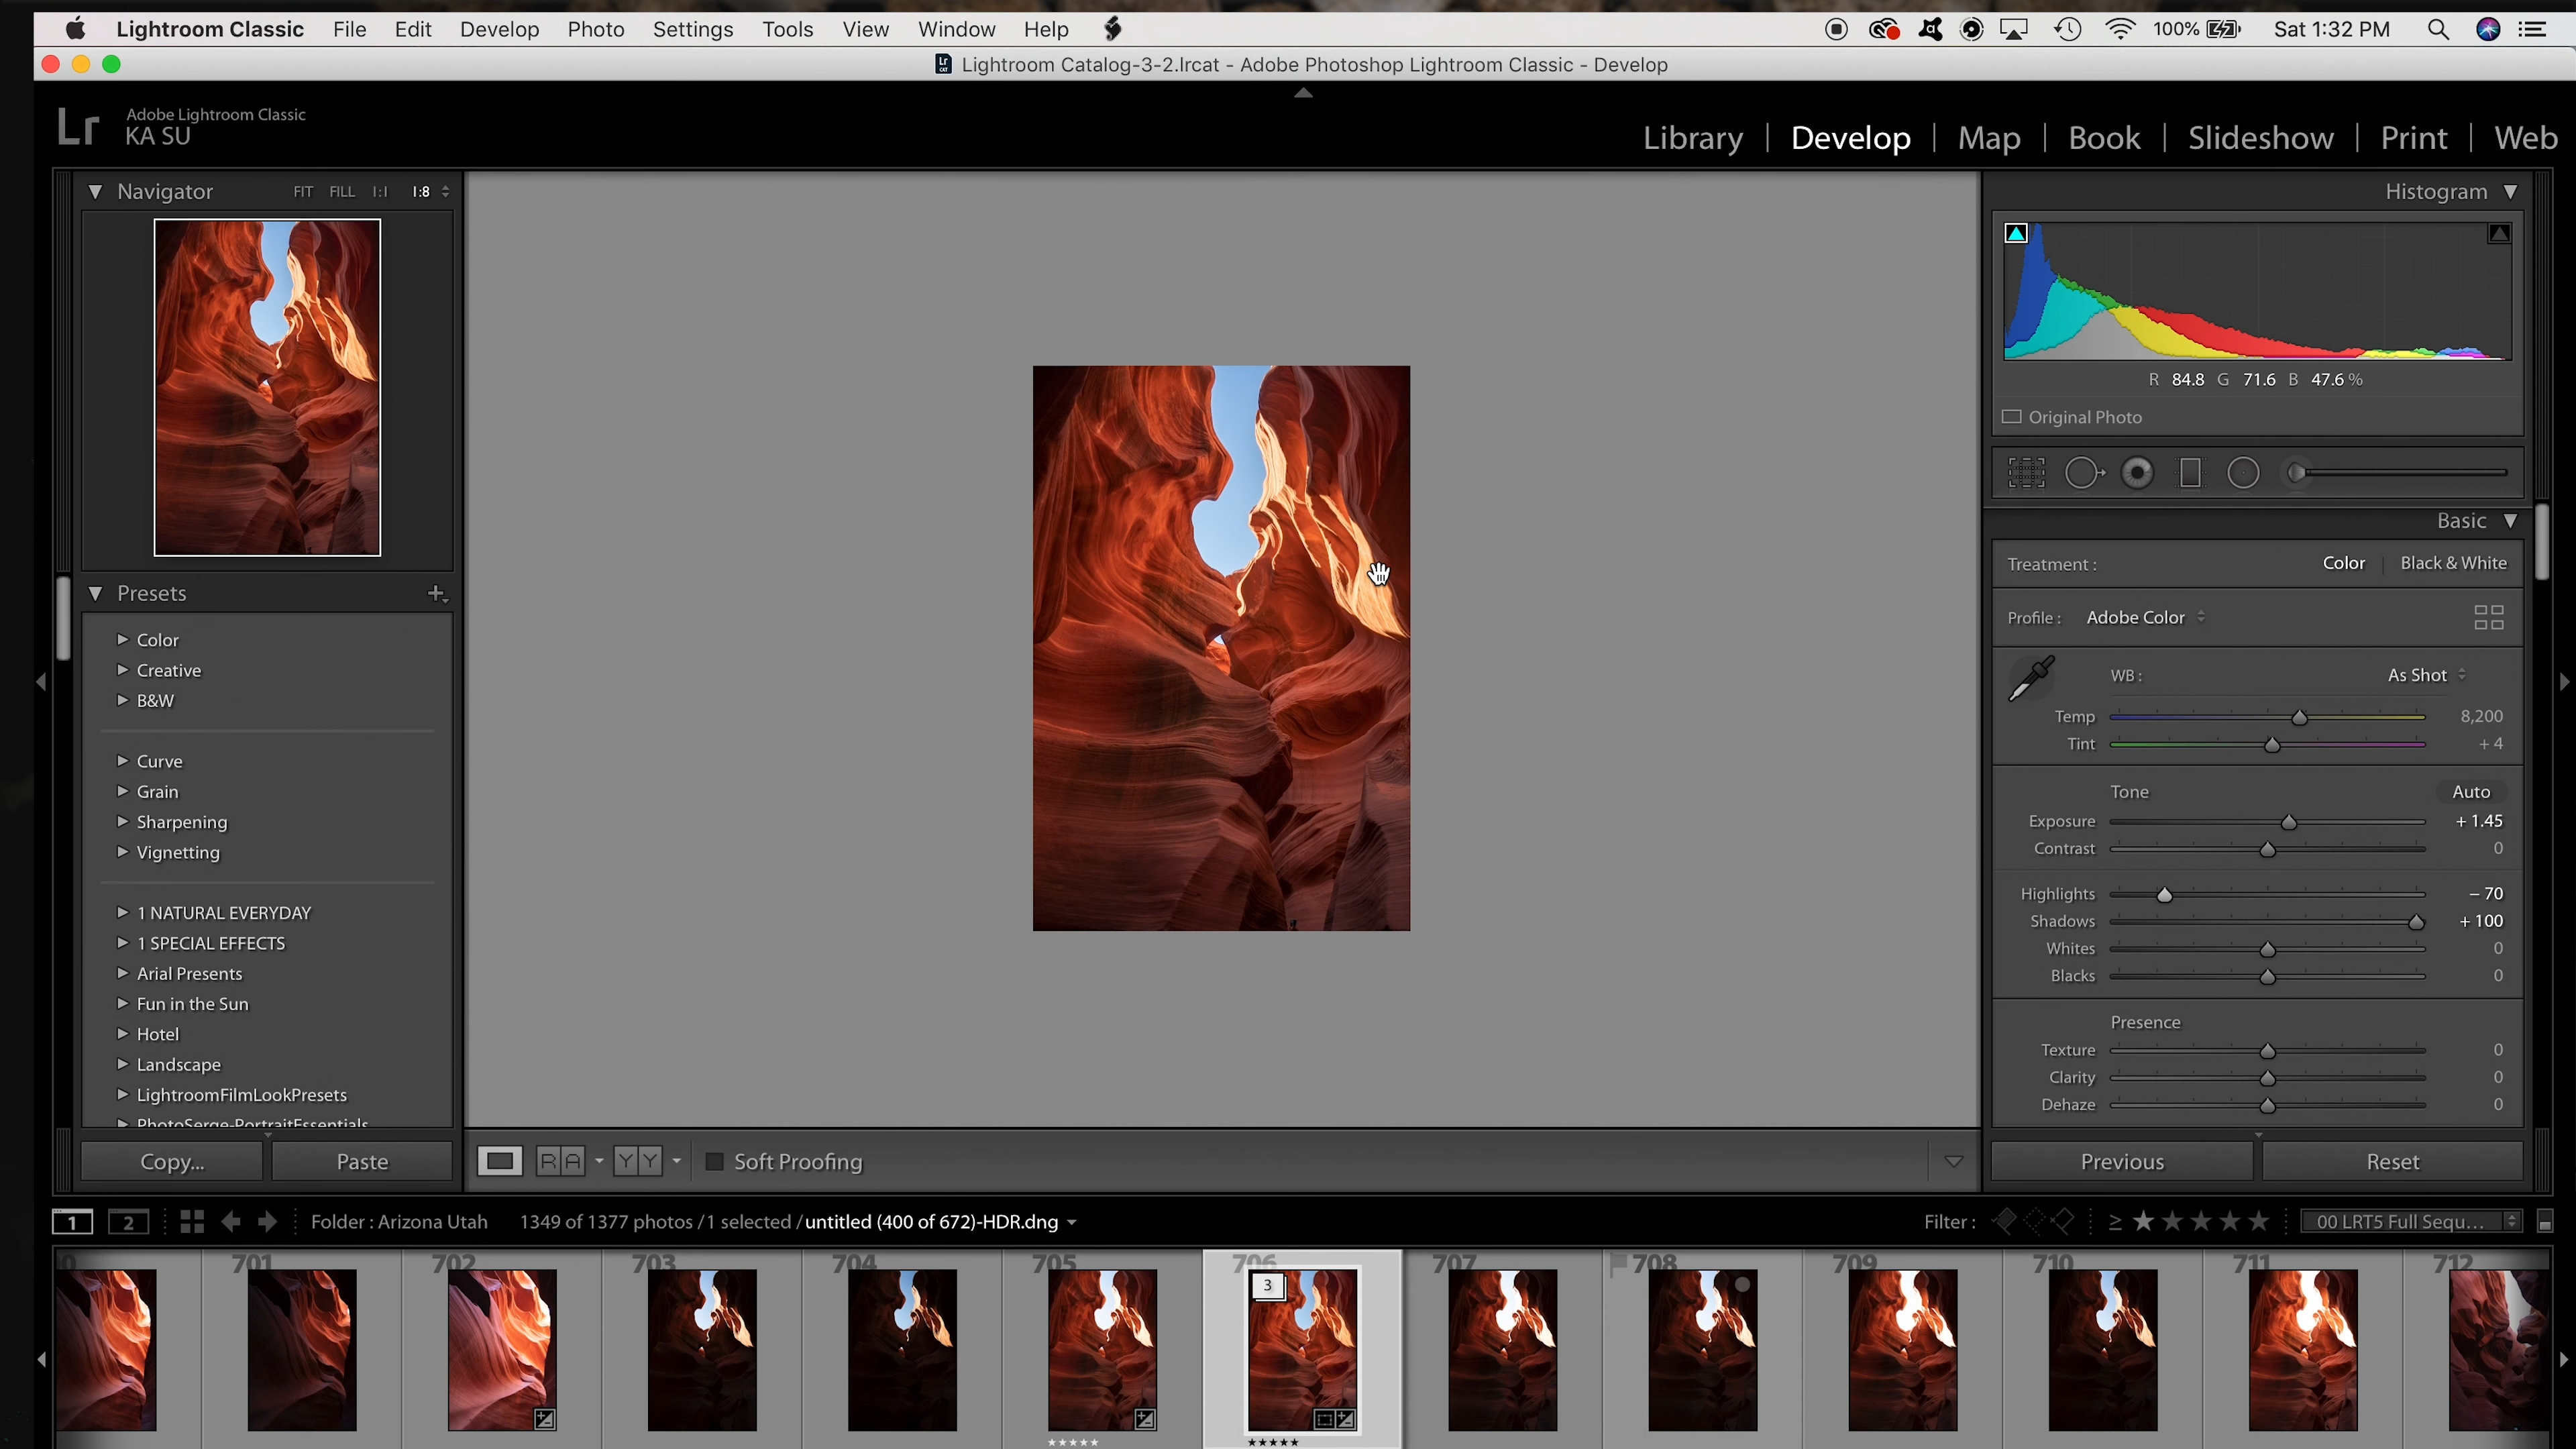 Lightroom Classic File Edit Develop Photo Settings Tools View Window Help 100% Sat 1:32 PM
Lightroom Catalog-3-2.lrcat - Adobe Photoshop Lightroom Classic - Develop
Lr Adobe Lightroom Classic
KA SU
Library | Develop | Map | Book | Slideshow | Print | Web
Navigator FIT FILL 1:1 1:8
Histogram
R 84.8 G 71.6 B 47.6 %
Original Photo
Basic
Treatment : Color Black & White
Profile : Adobe Color
WB : As Shot
Temp 8,200
Tint + 4
Tone Auto
Exposure + 1.45
Contrast 0
Highlights – 70
Shadows + 100
Whites 0
Blacks 0
Presence
Texture 0
Clarity 0
Dehaze 0
Previous Reset
Presets
Color
Creative
B&W
Curve
Grain
Sharpening
Vignetting
1 NATURAL EVERYDAY
1 SPECIAL EFFECTS
Arial Presents
Fun in the Sun
Hotel
Landscape
LightroomFilmLookPresets
PhotoSerge-PortraitEssentials
Copy... Paste
R A Y Y Soft Proofing
1 2 Folder : Arizona Utah 1349 of 1377 photos / 1 selected / untitled (400 of 672)-HDR.dng Filter : ≥ 00 LRT5 Full Sequ...
701 702 703 704 705 706 707 708 709 710 711 712
3